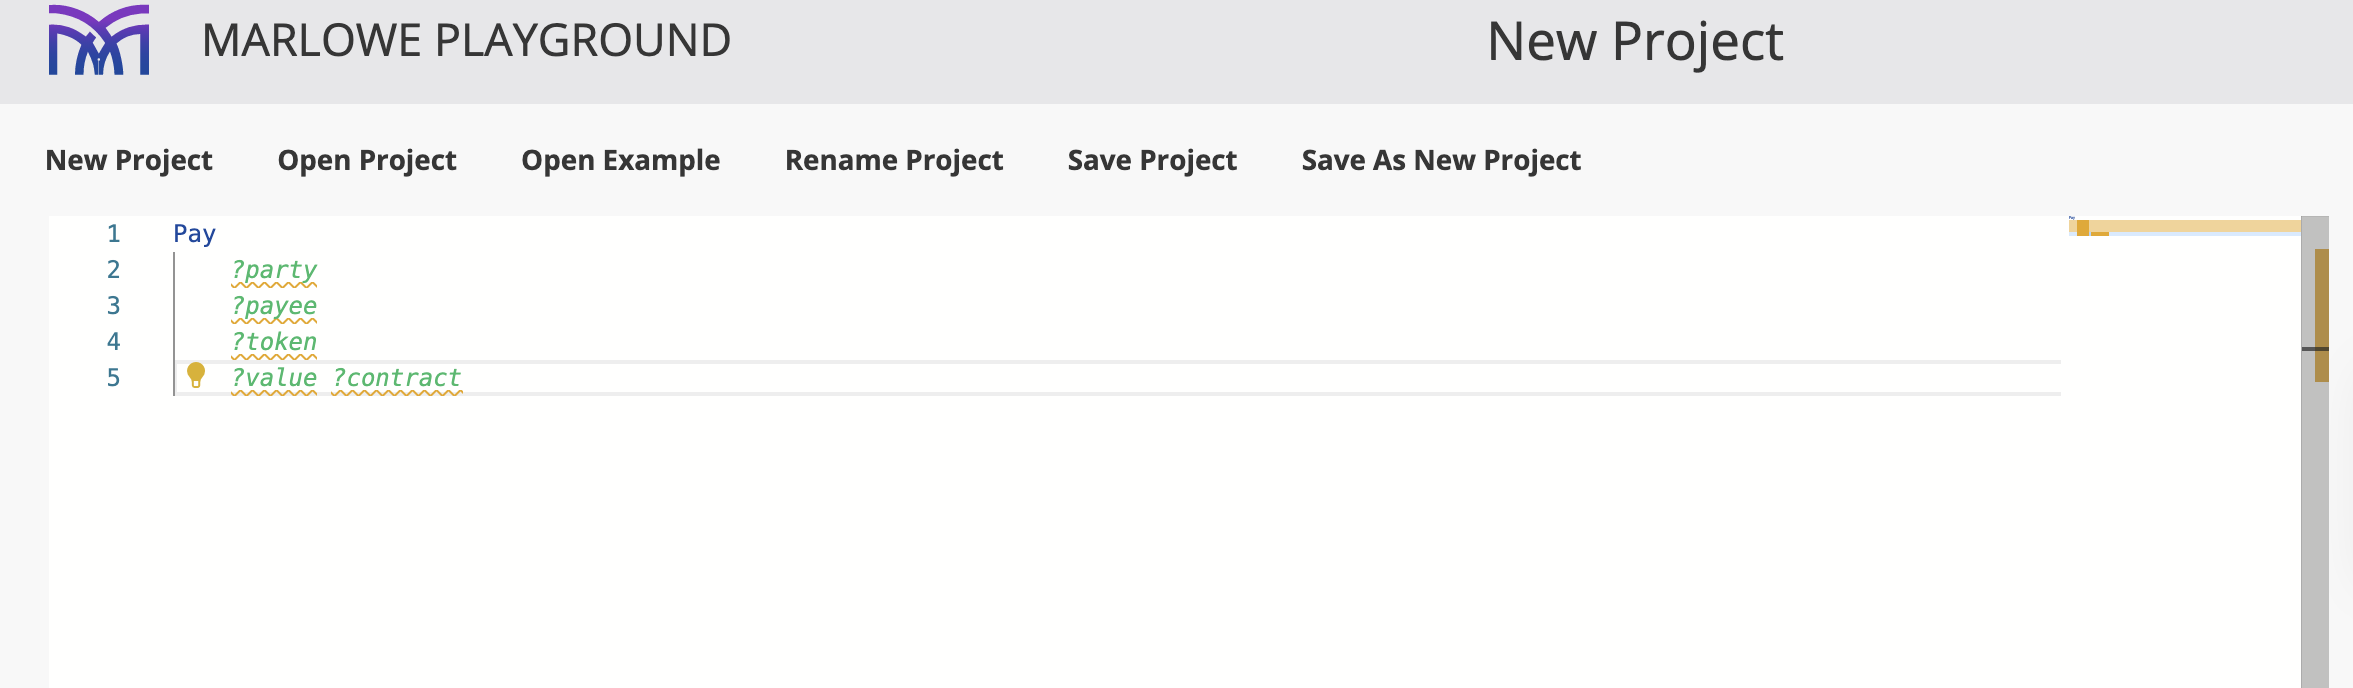 MARLOWE PLAYGROUND New Project
New Project Open Project Open Example Rename Project Save Project Save As New Project
1 Pay
2 ?party
3 ?payee
4 ?token
5 ?value ?contract